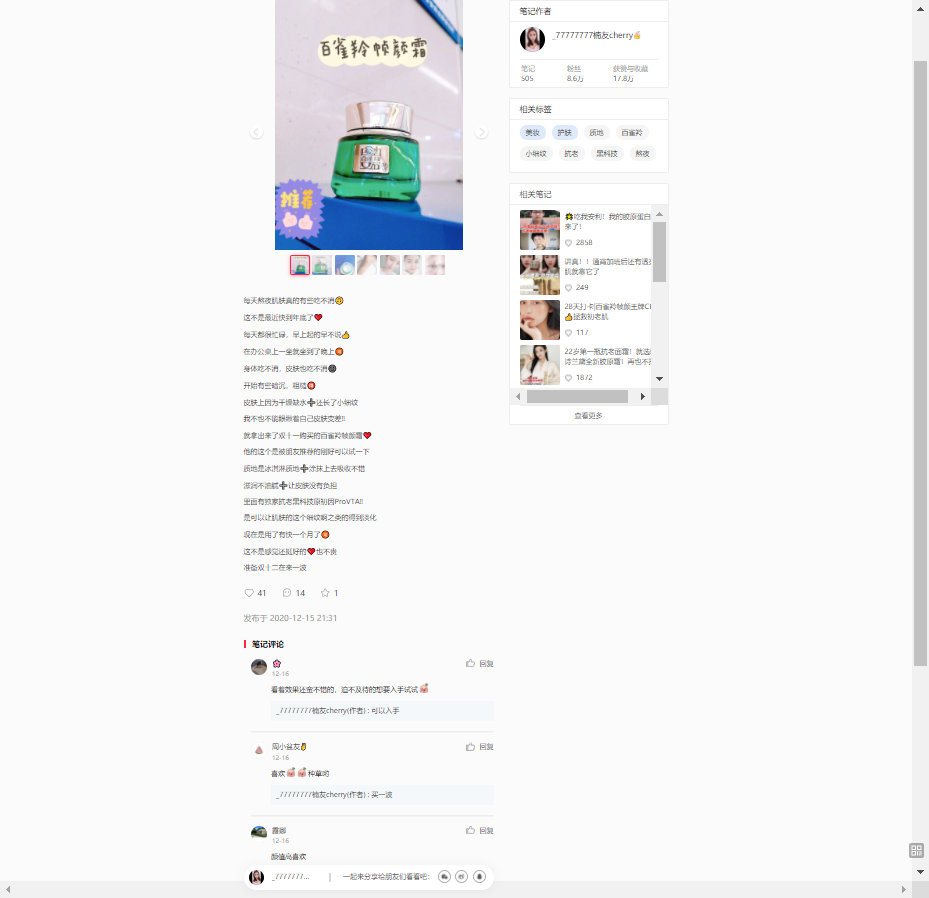 百雀羚帧颜霜
推荐
每天熬夜肌肤真的有些吃不消
这不是最近快到年底了
每天都很忙碌，早上起的早不说
在办公桌上一坐就坐到了晚上
身体吃不消，皮肤也吃不消
开始有些暗沉，粗糙
皮肤上因为干燥缺水➕还长了小细纹
我不也不能眼瞅着自己皮肤变差‼
就拿出来了双十一购买的百雀羚帧颜霜
他的这个是被朋友推荐的刚好可以试一下
质地是冰淇淋质地➕涂抹上去吸收不错
滋润不油腻➕让皮肤没有负担
里面有独家抗老黑科技原初因ProVTA‼
是可以让肌肤的这个细纹啊之类的得到淡化
现在是用了有快一个月了
这不是感觉还挺好的❤也不贵
准备双十二在来一波
41 14 1
发布于 2020-12-15 21:31
笔记评论
12-16
回复
看着效果还蛮不错的，迫不及待的想要入手试试
_77777777楠友cherry(作者) : 可以入手
周小盆友
12-16
回复
喜欢 种草哟
_77777777楠友cherry(作者) : 买一波
霞娜
12-16
回复
颜值高喜欢
_7777777...
一起来分享给朋友们看看吧:
笔记作者
_77777777楠友cherry
笔记 粉丝 获赞与收藏
505 8.6万 17.8万
相关标签
美妆 护肤 质地 百雀羚
小细纹 抗老 黑科技 熬夜
相关笔记
吃我安利！我的胶原蛋白
来了！
2858
讲真！！通宵加班后还有透亮
肌就靠它了
249
28天打卡|百雀羚帧颜王牌CP
拯救初老肌
117
22岁第一瓶抗老面霜！就选
诗兰黛全新胶原霜！再也不
1872
查看更多